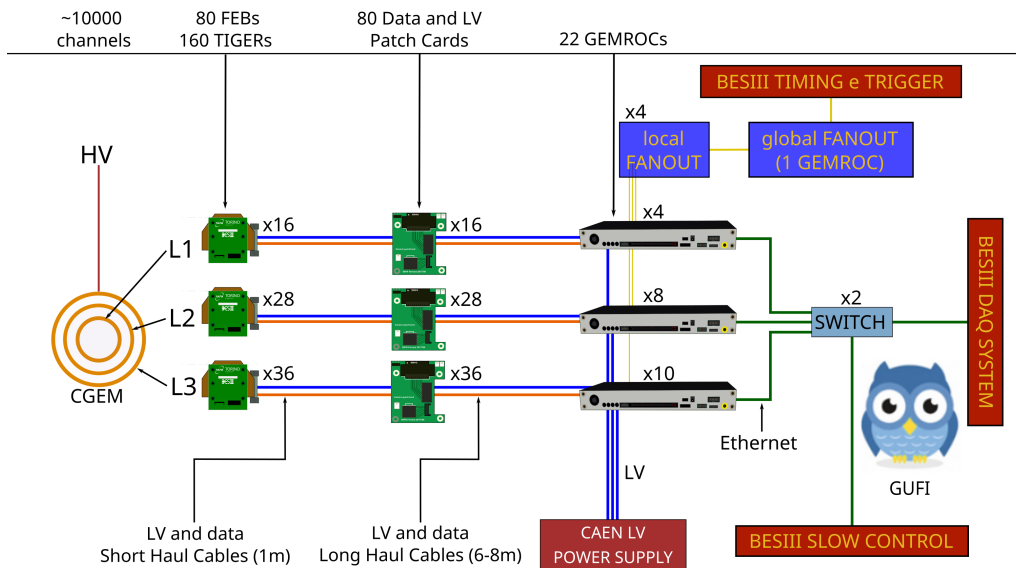 ~10000
channels
80 FEBs
160 TIGERs
80 Data and LV
Patch Cards
22 GEMROCs
BESIII TIMING e TRIGGER
x4
local
FANOUT
global FANOUT
(1 GEMROC)
HV
L1
x16
x16
x4
L2
x28
x28
x8
x2
SWITCH
BESIII DAQ SYSTEM
L3
x36
x36
x10
CGEM
Ethernet
GUFI
LV
LV and data
Short Haul Cables (1m)
LV and data
Long Haul Cables (6-8m)
CAEN LV
POWER SUPPLY
BESIII SLOW CONTROL